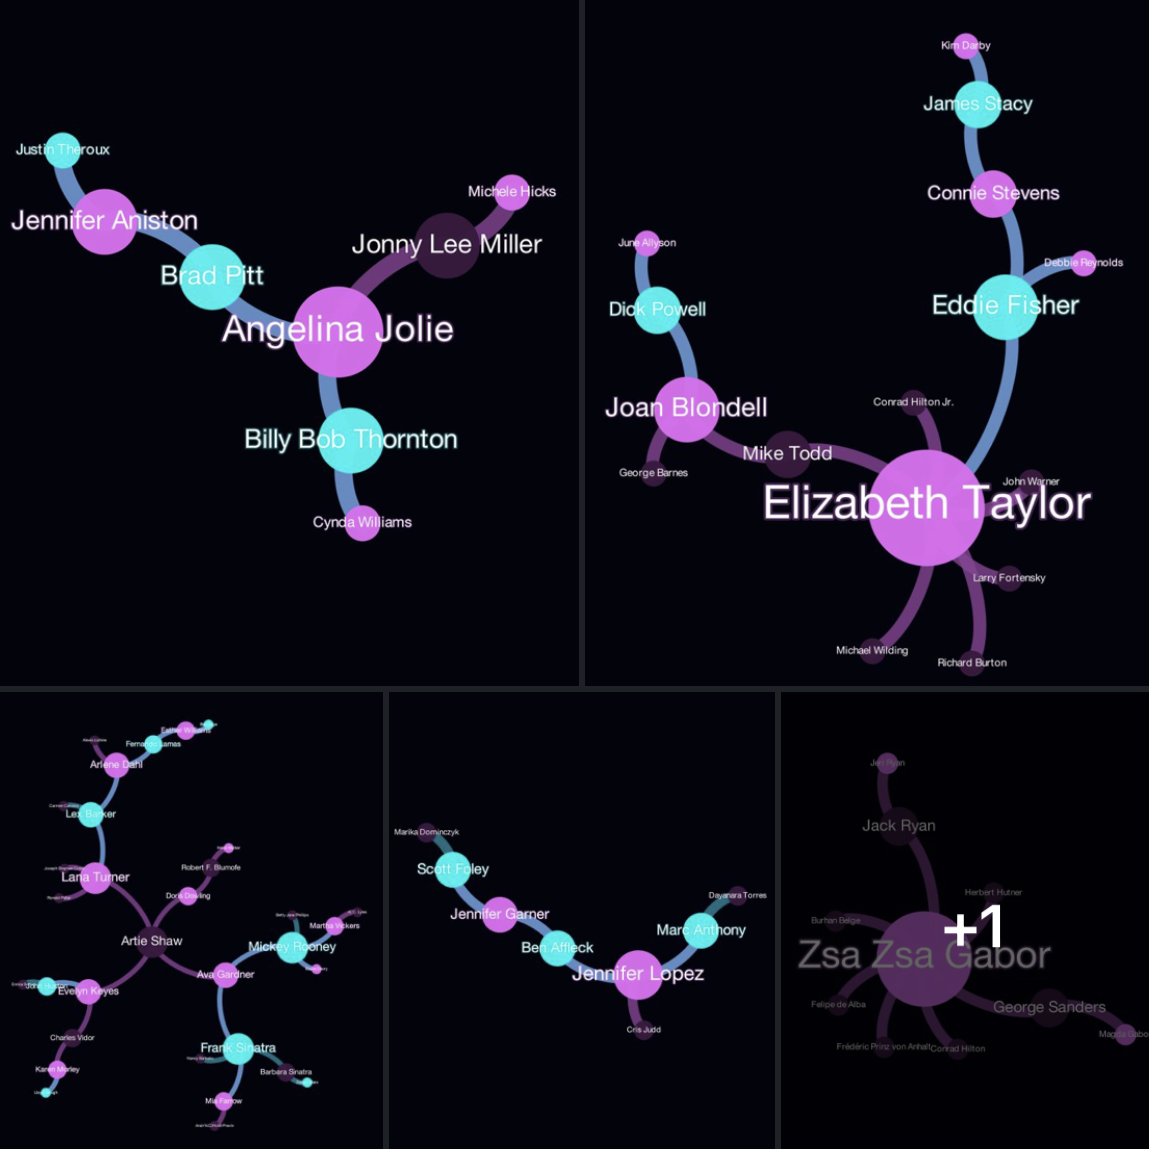 Justin Theroux
Jennifer Aniston
Brad Pitt
Michele Hicks
Jonny Lee Miller
Angelina Jolie
Billy Bob Thornton
Cynda Williams
Kim Darby
James Stacy
Connie Stevens
June Allyson
Debbie Reynolds
Dick Powell
Eddie Fisher
Conrad Hilton Jr.
Joan Blondell
Mike Todd
George Barnes
John Warner
Elizabeth Taylor
Larry Fortensky
Michael Wilding
Richard Burton
Esther Williams
Fernando Lamas
Arlene Dahl
Lex Barker
Robert F. Blumofe
Lana Turner
Doris Dowling
Martha Vickers
Artie Shaw
Mickey Rooney
Ava Gardner
Evelyn Keyes
Charles Vidor
Frank Sinatra
Karen Morley
Barbara Sinatra
Mia Farrow
Marika Dominczyk
Scott Foley
Dayanara Torres
Jennifer Garner
Marc Anthony
Ben Affleck
Jennifer Lopez
Cris Judd
Jeri Ryan
Jack Ryan
Herbert Hutner
Burhan Belge
+1
Zsa Zsa Gabor
Felipe de Alba
George Sanders
Magda Gabo
Frédéric Prinz von Anhalt
Conrad Hilton